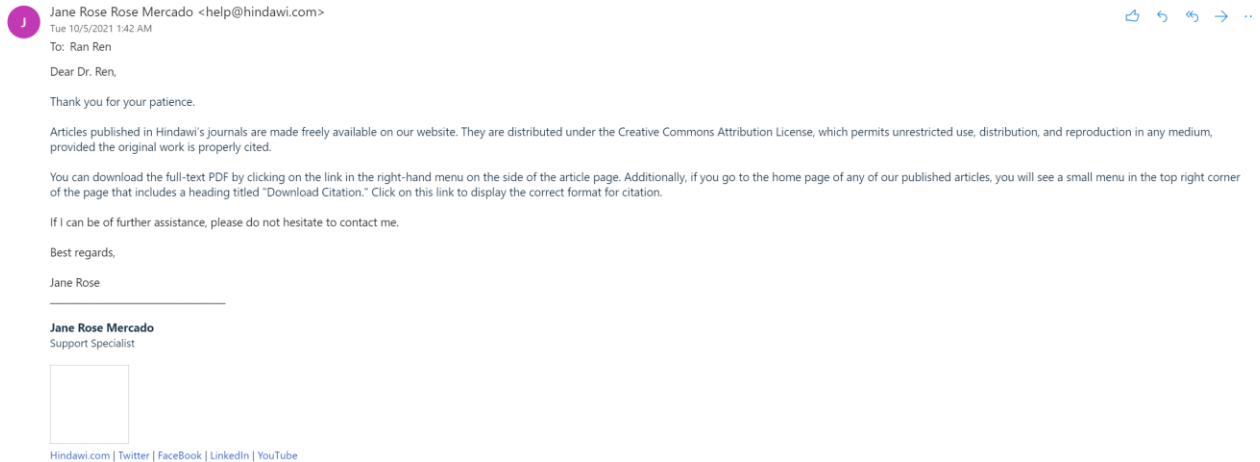 J
Jane Rose Rose Mercado <help@hindawi.com>
Tue 10/5/2021 1:42 AM
To: Ran Ren
Dear Dr. Ren,
Thank you for your patience.
Articles published in Hindawi's journals are made freely available on our website. They are distributed under the Creative Commons Attribution License, which permits unrestricted use, distribution, and reproduction in any medium,
provided the original work is properly cited.
You can download the full-text PDF by clicking on the link in the right-hand menu on the side of the article page. Additionally, if you go to the home page of any of our published articles, you will see a small menu in the top right corner
of the page that includes a heading titled "Download Citation." Click on this link to display the correct format for citation.
If I can be of further assistance, please do not hesitate to contact me.
Best regards,
Jane Rose
Jane Rose Mercado
Support Specialist
Hindawi.com | Twitter | FaceBook | LinkedIn | YouTube